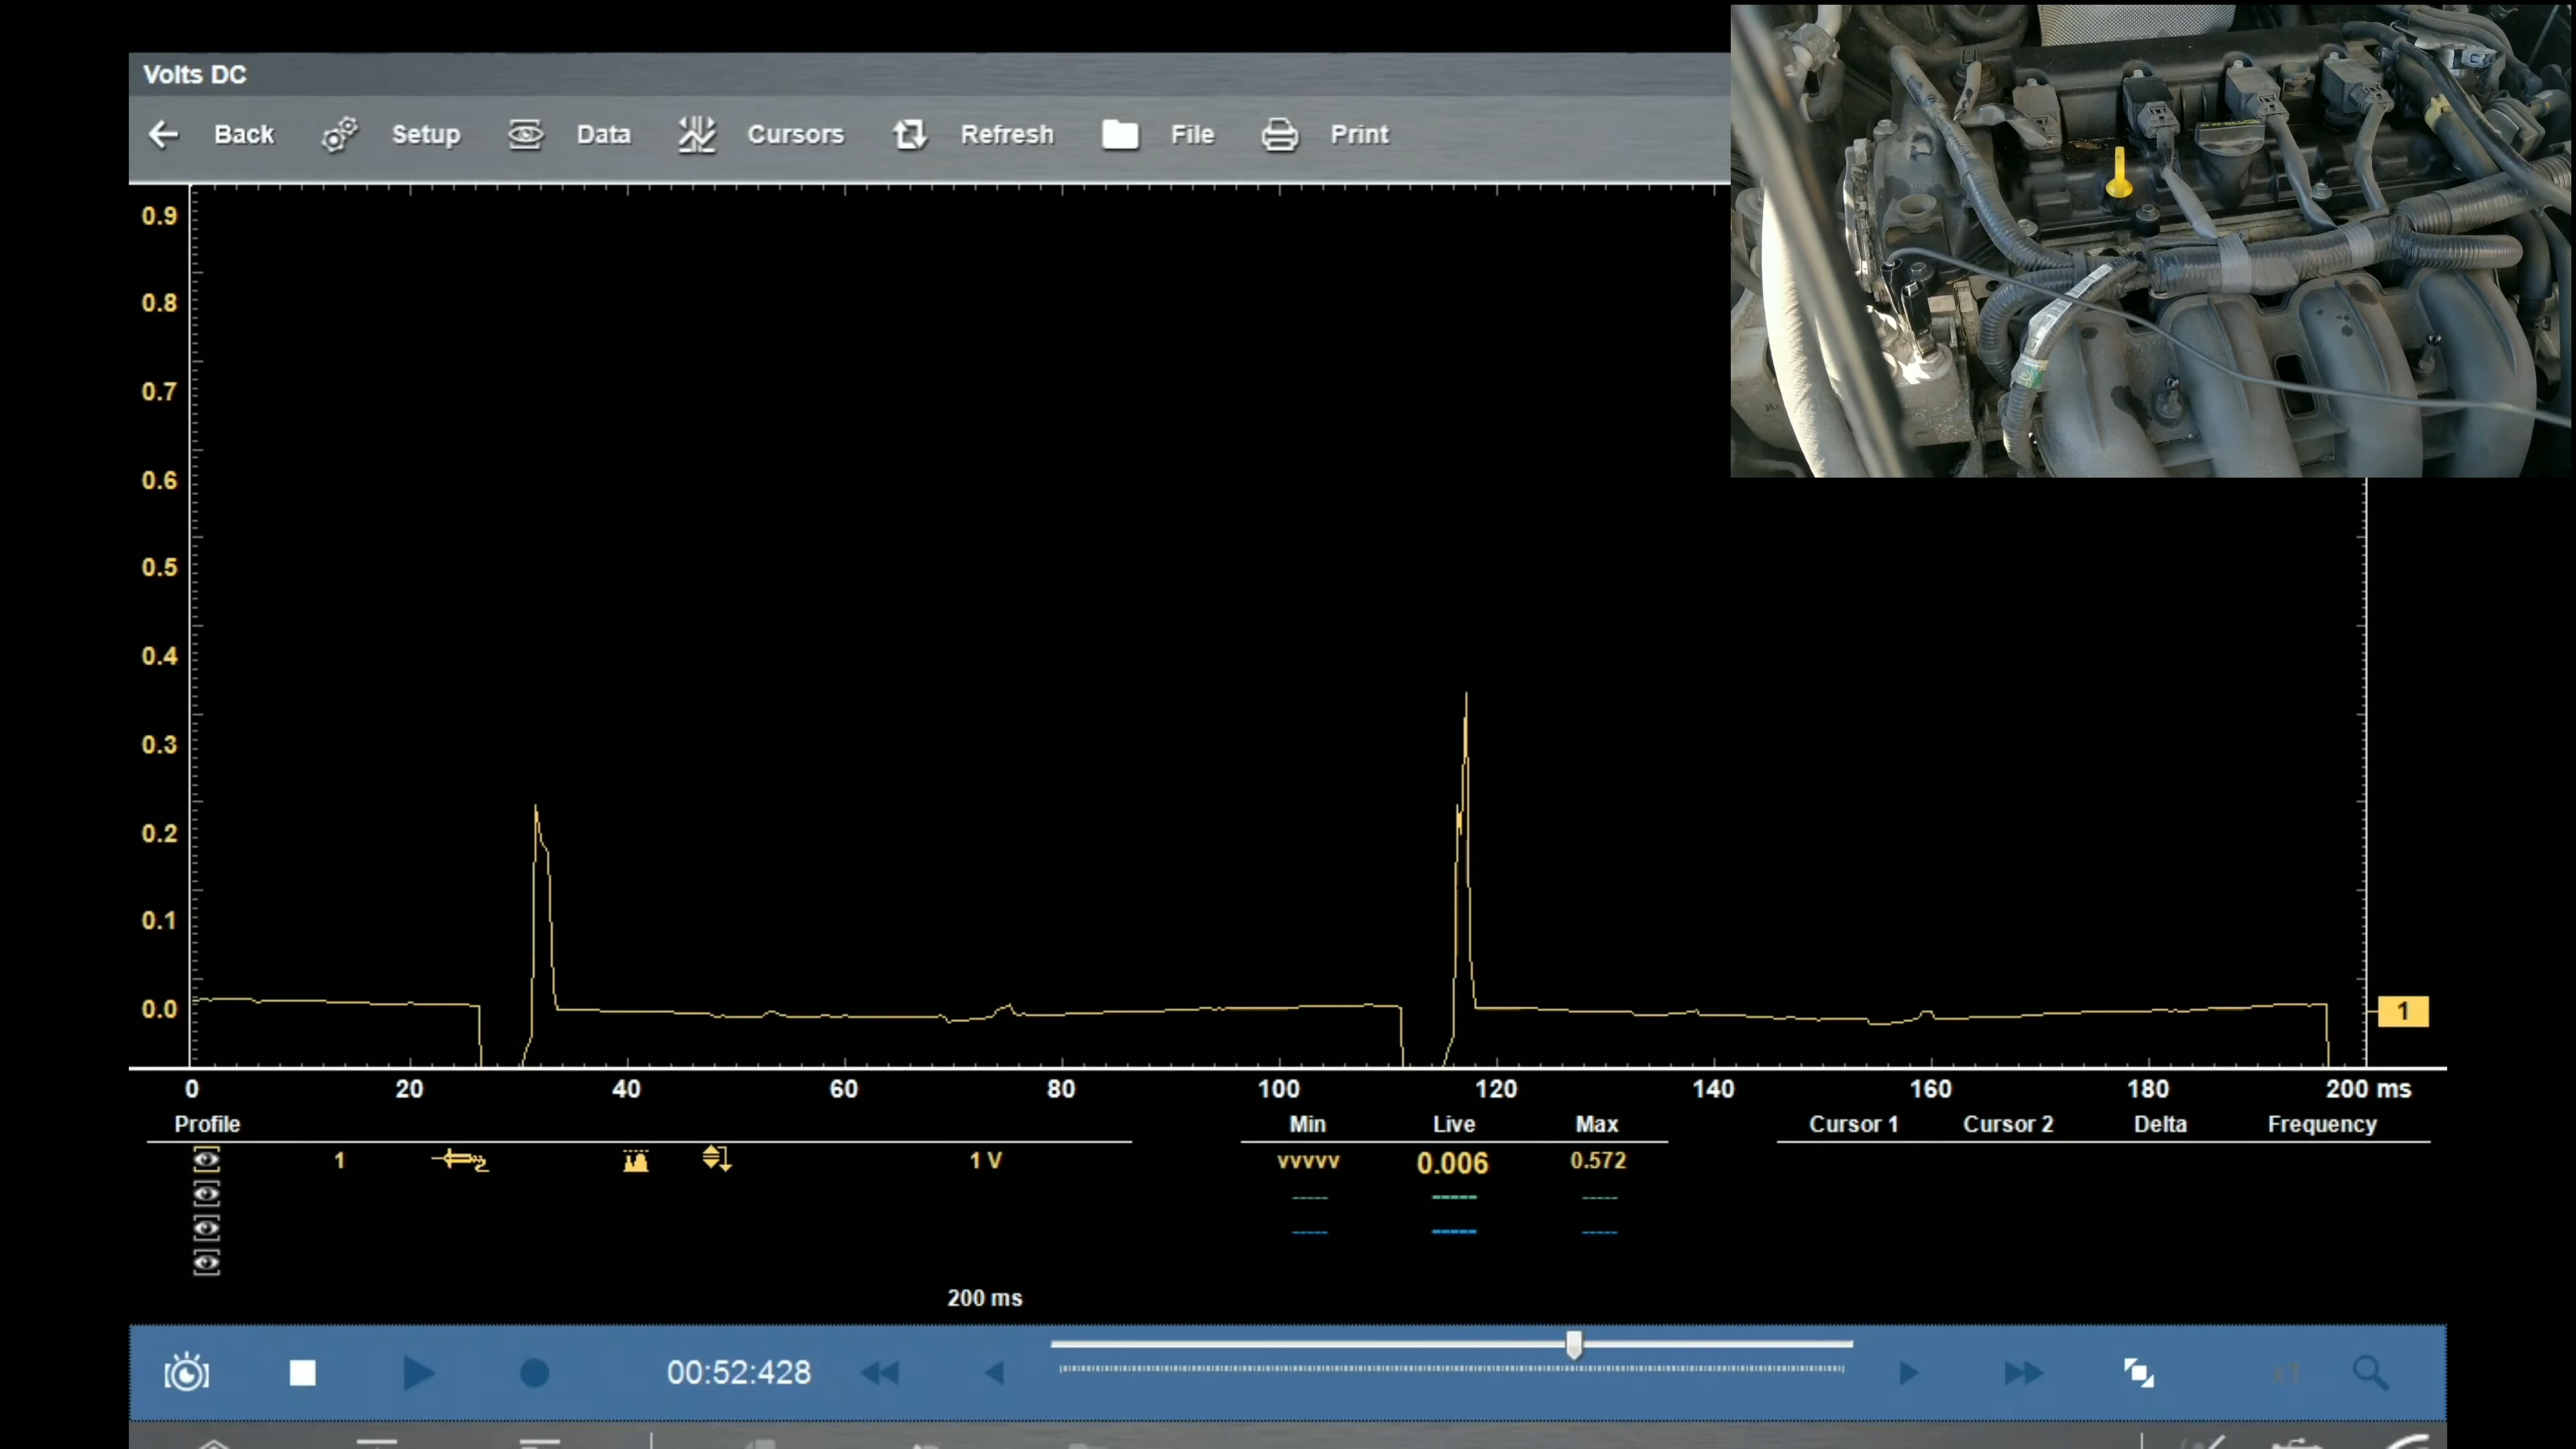 Volts DC
Back Setup Data Cursors Refresh File Print
0.9
0.8
0.7
0.6
0.5
0.4
0.3
0.2
0.1
0.0
1
0 20 40 60 80 100 120 140 160 180 200 ms
Profile Min Live Max Cursor 1 Cursor 2 Delta Frequency
1 1 V vvvvv 0.006 0.572
----- ----- -----
----- ----- -----
200 ms
00:52:428